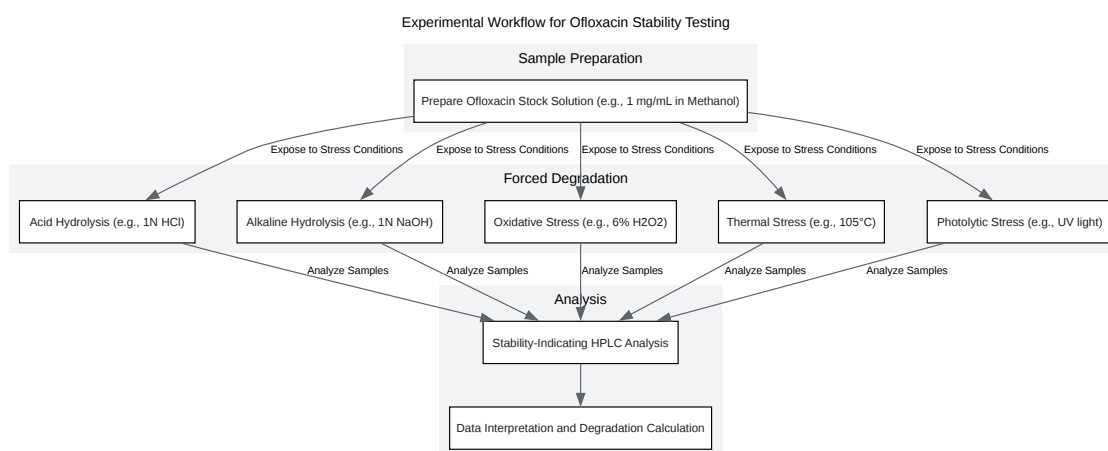 Experimental Workflow for Ofloxacin Stability Testing
Sample Preparation
Prepare Ofloxacin Stock Solution (e.g., 1 mg/mL in Methanol)
Expose to Stress Conditions
Expose to Stress Conditions
Expose to Stress Conditions
Expose to Stress Conditions
Expose to Stress Conditions
Forced Degradation
Acid Hydrolysis (e.g., 1N HCl)
Alkaline Hydrolysis (e.g., 1N NaOH)
Oxidative Stress (e.g., 6% H2O2)
Thermal Stress (e.g., 105°C)
Photolytic Stress (e.g., UV light)
Analyze Samples
Analyze Samples
Analyze Samples
Analyze Samples
Analyze Samples
Analysis
Stability-Indicating HPLC Analysis
Data Interpretation and Degradation Calculation